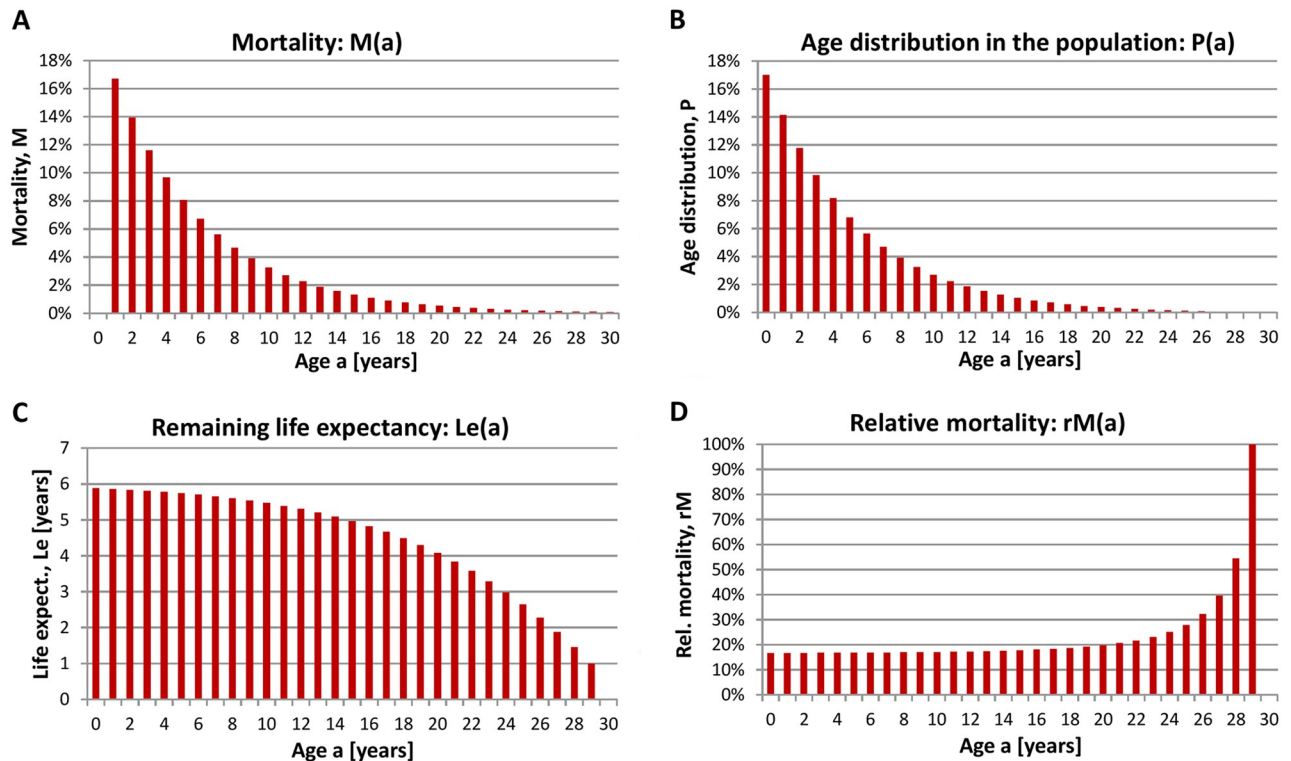 A
Mortality: M(a)
18%
16%
14%
12%
10%
8%
6%
4%
2%
0%
Mortality, M
0 2 4 6 8 10 12 14 16 18 20 22 24 26 28 30
Age a [years]
B
Age distribution in the population: P(a)
18%
16%
14%
12%
10%
8%
6%
4%
2%
0%
Age distribution, P
0 2 4 6 8 10 12 14 16 18 20 22 24 26 28 30
Age a [years]
C
Remaining life expectancy: Le(a)
7
6
5
4
3
2
1
0
Life expect., Le [years]
0 2 4 6 8 10 12 14 16 18 20 22 24 26 28 30
Age a [years]
D
Relative mortality: rM(a)
100%
90%
80%
70%
60%
50%
40%
30%
20%
10%
0%
Rel. mortality, rM
0 2 4 6 8 10 12 14 16 18 20 22 24 26 28 30
Age a [years]